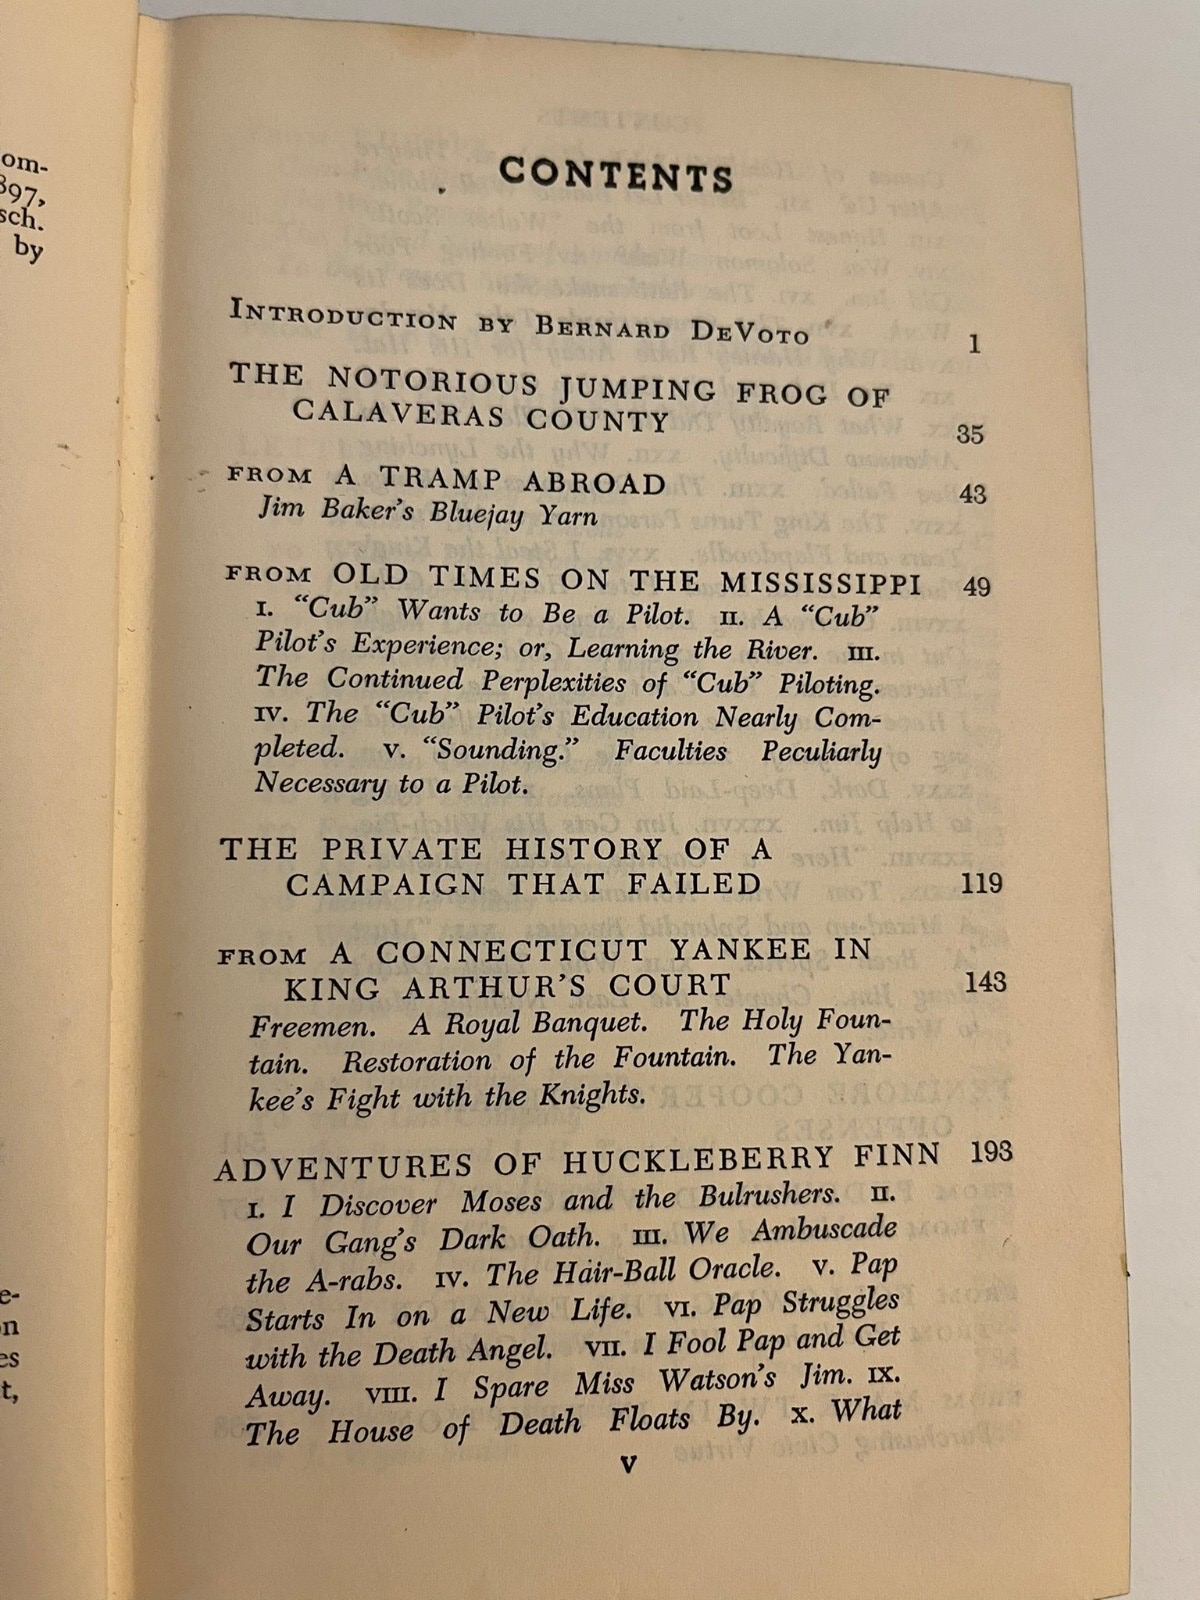 om-
897,
sch.
by
e-
on
es
t,
CONTENTS
INTRODUCTION BY BERNARD DEVOTO 1
THE NOTORIOUS JUMPING FROG OF
CALAVERAS COUNTY 35
FROM A TRAMP ABROAD 43
Jim Baker's Bluejay Yarn
FROM OLD TIMES ON THE MISSISSIPPI 49
I. “Cub” Wants to Be a Pilot. II. A “Cub”
Pilot's Experience; or, Learning the River. III.
The Continued Perplexities of “Cub” Piloting.
IV. The “Cub” Pilot's Education Nearly Com-
pleted. V. “Sounding.” Faculties Peculiarly
Necessary to a Pilot.
THE PRIVATE HISTORY OF A
CAMPAIGN THAT FAILED 119
FROM A CONNECTICUT YANKEE IN
KING ARTHUR'S COURT 143
Freemen. A Royal Banquet. The Holy Foun-
tain. Restoration of the Fountain. The Yan-
kee's Fight with the Knights.
ADVENTURES OF HUCKLEBERRY FINN 193
I. I Discover Moses and the Bulrushers. II.
Our Gang's Dark Oath. III. We Ambuscade
the A-rabs. IV. The Hair-Ball Oracle. V. Pap
Starts In on a New Life. VI. Pap Struggles
with the Death Angel. VII. I Fool Pap and Get
Away. VIII. I Spare Miss Watson's Jim. IX.
The House of Death Floats By. X. What
v